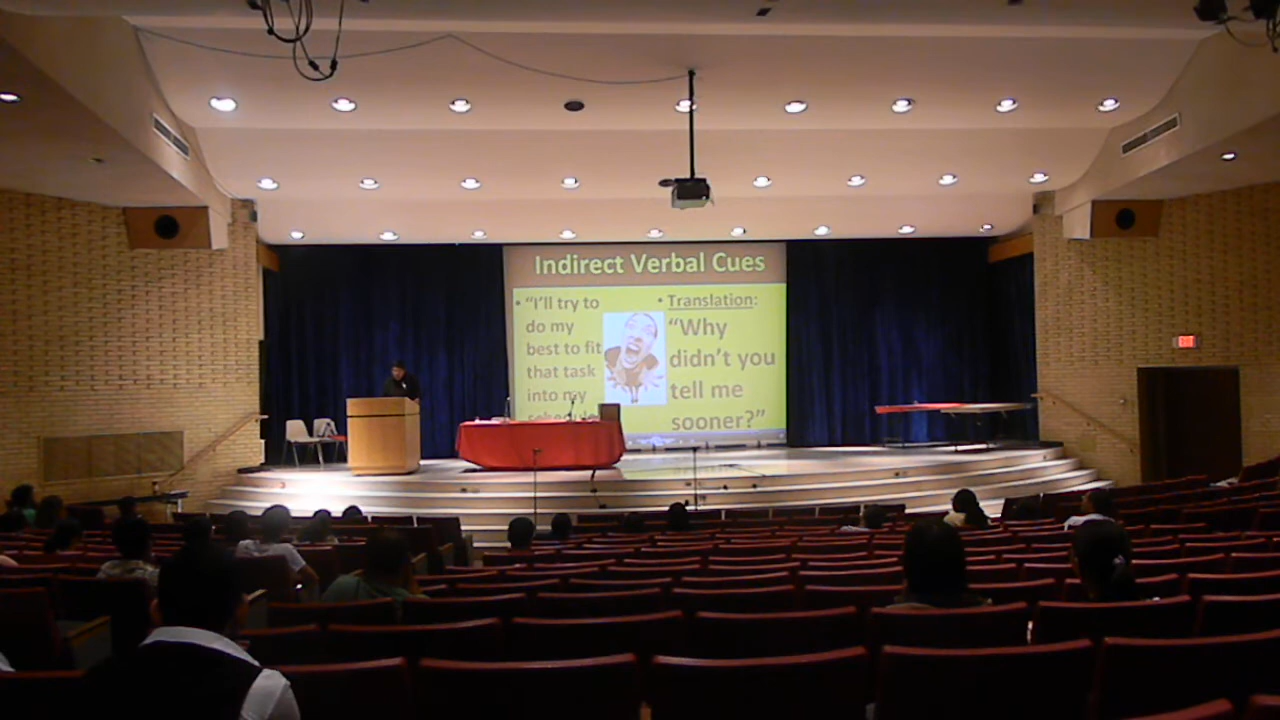 Indirect Verbal Cues
• “I’ll try to
do my
best to fit
that task
into my
schedule
• Translation:
“Why
didn’t you
tell me
sooner?”
EXIT